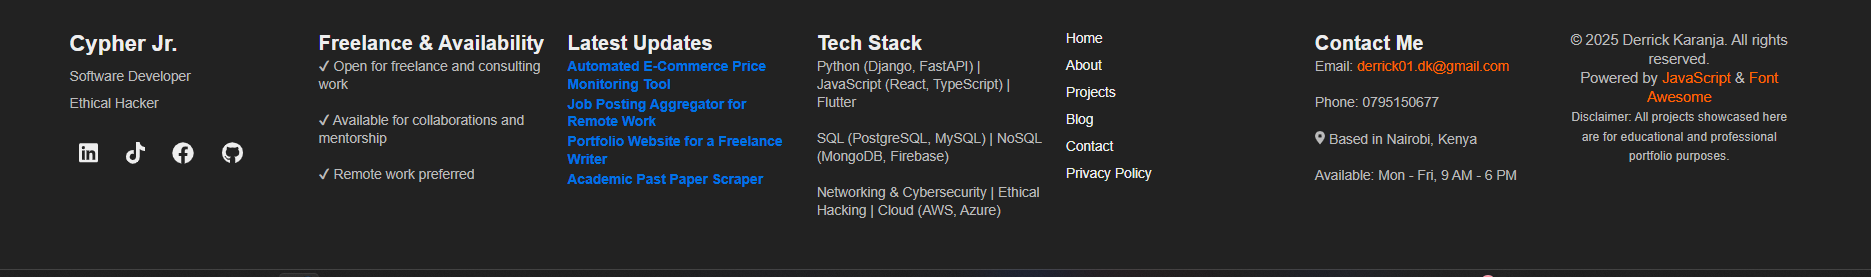 Cypher Jr.
Software Developer
Ethical Hacker
Freelance & Availability
✓ Open for freelance and consulting
work
✓ Available for collaborations and
mentorship
✓ Remote work preferred
Latest Updates
Automated E-Commerce Price
Monitoring Tool
Job Posting Aggregator for
Remote Work
Portfolio Website for a Freelance
Writer
Academic Past Paper Scraper
Tech Stack
Python (Django, FastAPI) |
JavaScript (React, TypeScript) |
Flutter
SQL (PostgreSQL, MySQL) | NoSQL
(MongoDB, Firebase)
Networking & Cybersecurity | Ethical
Hacking | Cloud (AWS, Azure)
Home
About
Projects
Blog
Contact
Privacy Policy
Contact Me
Email: derrick01.dk@gmail.com
Phone: 0795150677
Based in Nairobi, Kenya
Available: Mon - Fri, 9 AM - 6 PM
© 2025 Derrick Karanja. All rights
reserved.
Powered by JavaScript & Font
Awesome
Disclaimer: All projects showcased here
are for educational and professional
portfolio purposes.